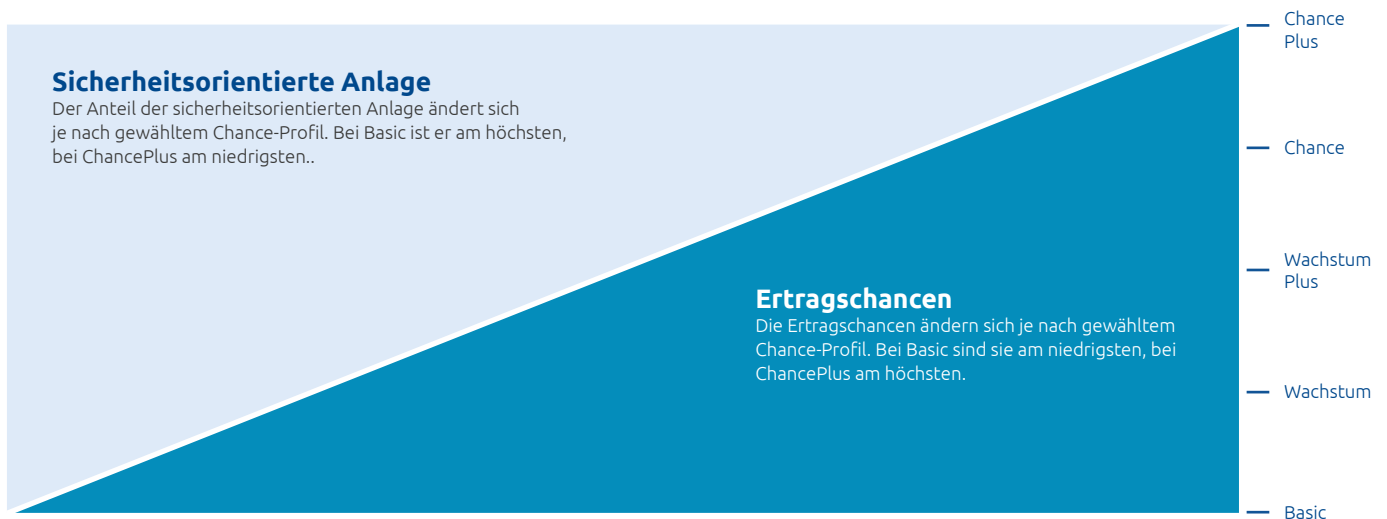 Sicherheitsorientierte Anlage
Der Anteil der sicherheitsorientierten Anlage ändert sich
je nach gewähltem Chance-Profil. Bei Basic ist er am höchsten,
bei ChancePlus am niedrigsten..
Ertragschancen
Die Ertragschancen ändern sich je nach gewähltem
Chance-Profil. Bei Basic sind sie am niedrigsten, bei
ChancePlus am höchsten.
Chance
Plus
Chance
Wachstum
Plus
Wachstum
Basic